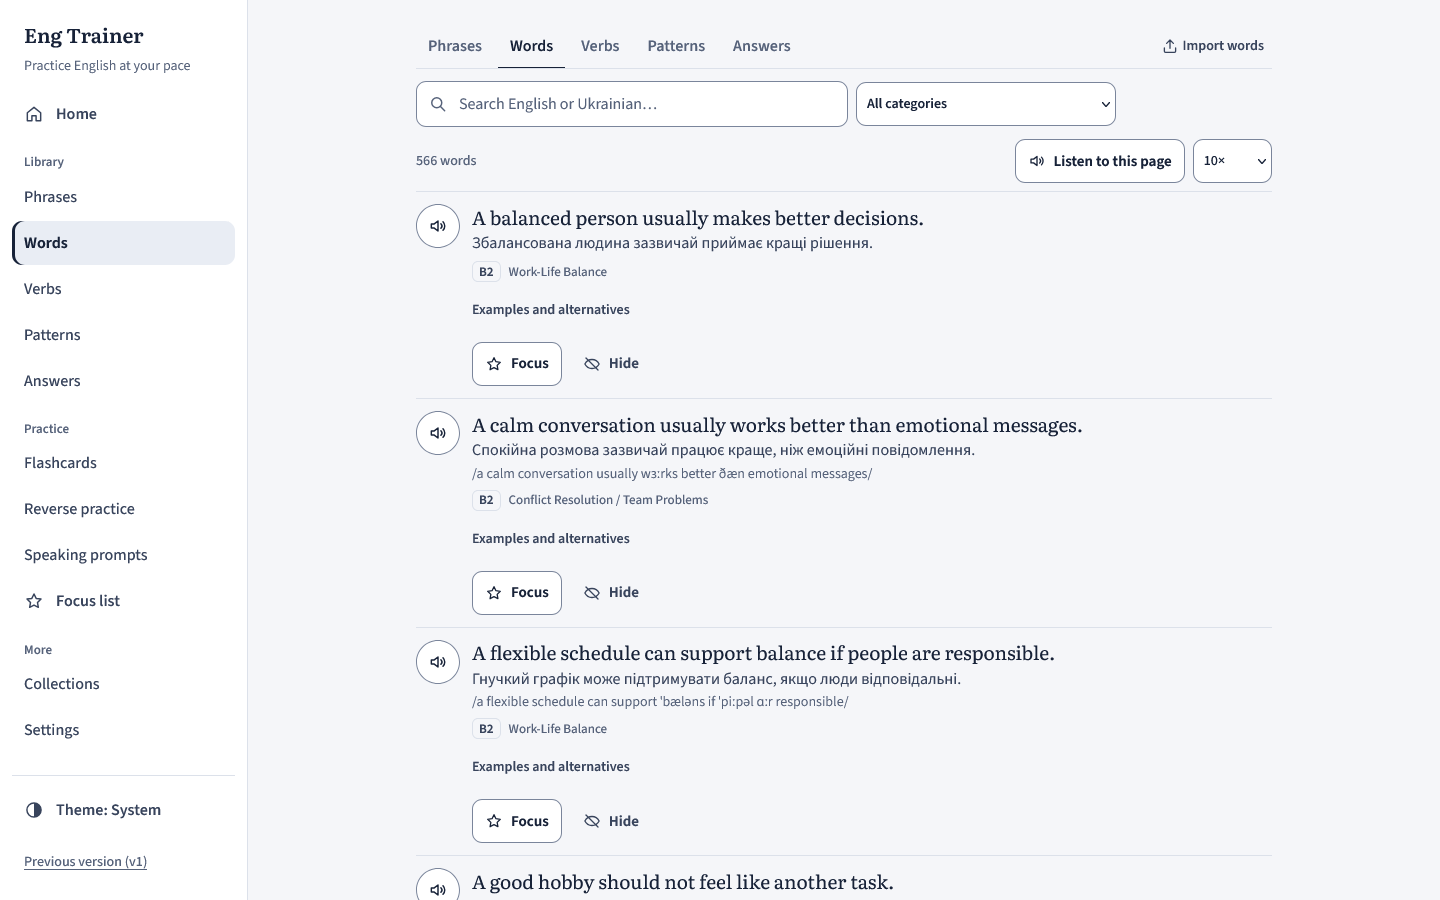 Eng Trainer
Practice English at your pace
Home
Library
Phrases
Words
Verbs
Patterns
Answers
Practice
Flashcards
Reverse practice
Speaking prompts
Focus list
More
Collections
Settings
Theme: System
Previous version (v1)
Phrases Words Verbs Patterns Answers Import words
Search English or Ukrainian… All categories
566 words Listen to this page 10×
A balanced person usually makes better decisions.
Збалансована людина зазвичай приймає кращі рішення.
B2 Work-Life Balance
Examples and alternatives
Focus Hide
A calm conversation usually works better than emotional messages.
Спокійна розмова зазвичай працює краще, ніж емоційні повідомлення.
/a calm conversation usually wɜːrks better ðæn emotional messages/
B2 Conflict Resolution / Team Problems
Examples and alternatives
Focus Hide
A flexible schedule can support balance if people are responsible.
Гнучкий графік може підтримувати баланс, якщо люди відповідальні.
/a flexible schedule can support ˈbæləns if ˈpiːpəl ɑːr responsible/
B2 Work-Life Balance
Examples and alternatives
Focus Hide
A good hobby should not feel like another task.